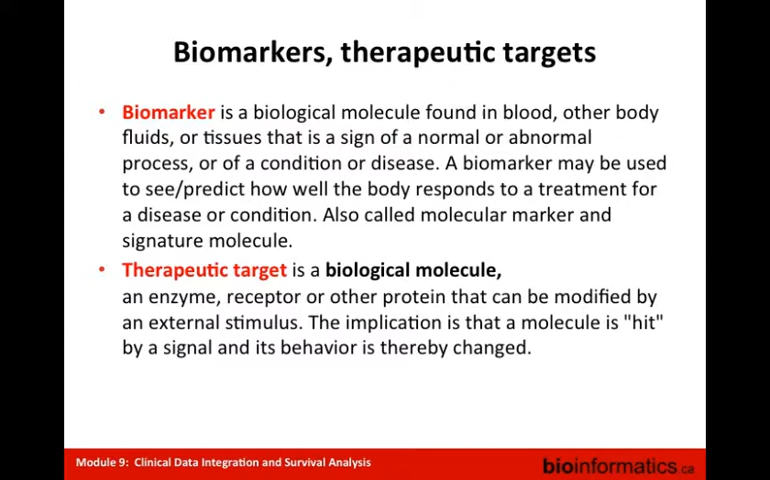 Biomarkers, therapeutic targets
• Biomarker is a biological molecule found in blood, other body
fluids, or tissues that is a sign of a normal or abnormal
process, or of a condition or disease. A biomarker may be used
to see/predict how well the body responds to a treatment for
a disease or condition. Also called molecular marker and
signature molecule.
• Therapeutic target is a biological molecule,
an enzyme, receptor or other protein that can be modified by
an external stimulus. The implication is that a molecule is "hit"
by a signal and its behavior is thereby changed.
Module 9: Clinical Data Integration and Survival Analysis
bioinformatics.ca